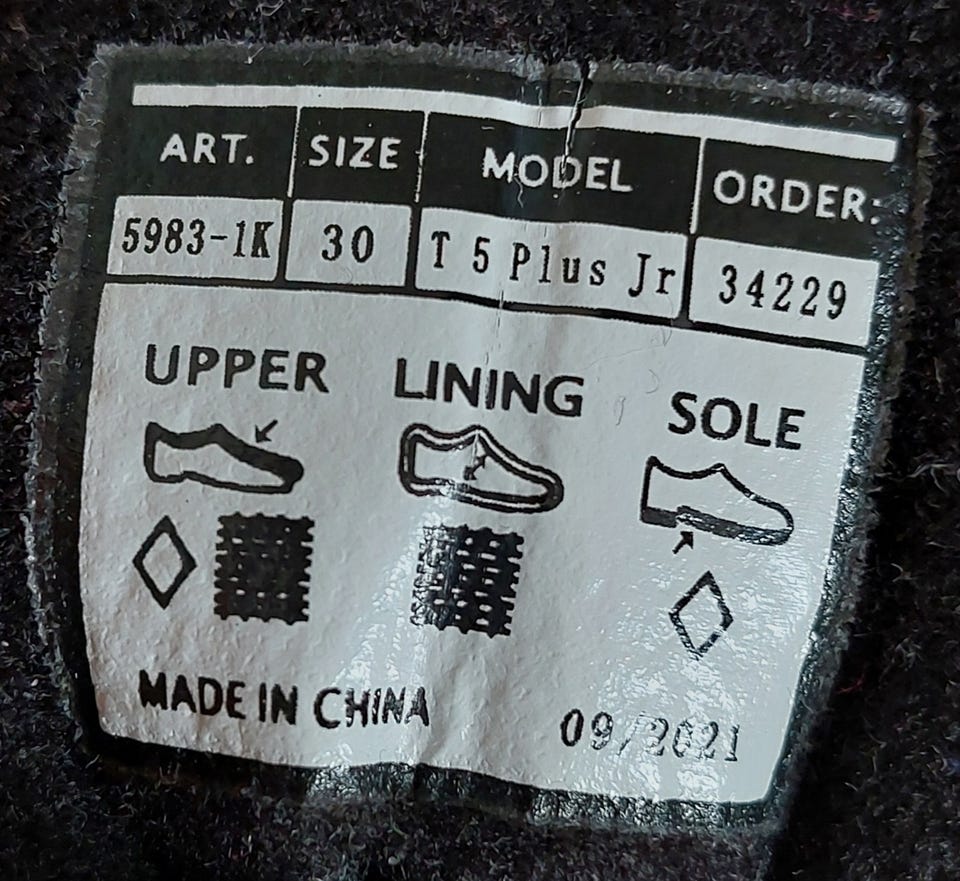 ART. SIZE MODEL ORDER:
5983-1K 30 T 5 Plus Jr 34229
UPPER LINING SOLE
MADE IN CHINA 09/2021